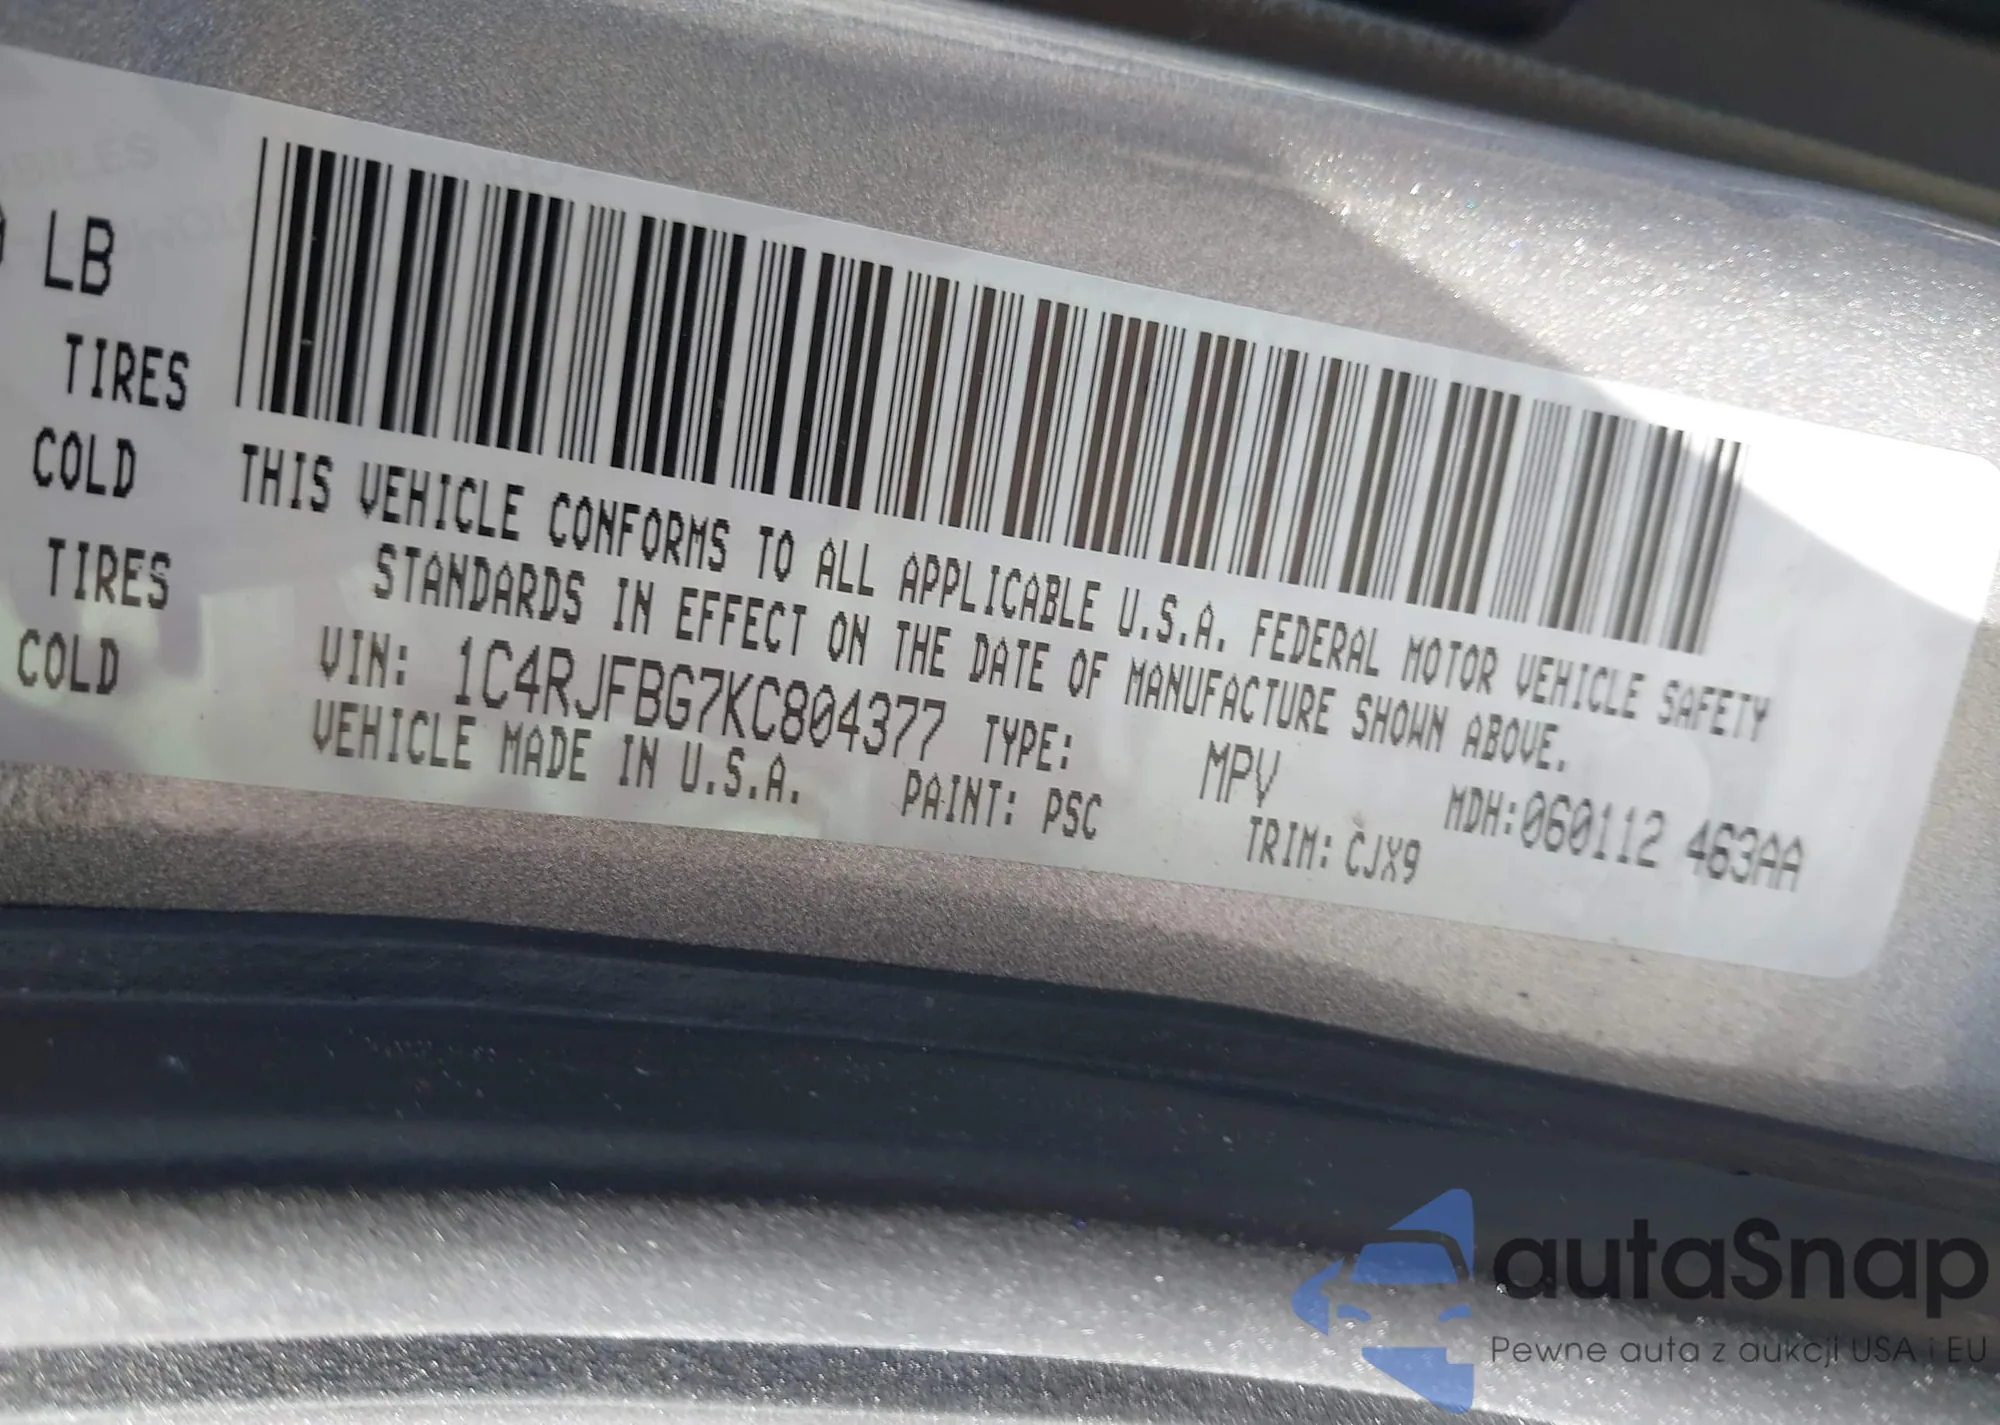 LB
TIRES
COLD
TIRES
COLD
THIS VEHICLE CONFORMS TO ALL APPLICABLE U.S.A. FEDERAL MOTOR VEHICLE SAFETY
STANDARDS IN EFFECT ON THE DATE OF MANUFACTURE SHOWN ABOVE.
VIN: 1C4RJFBG7KC804377 TYPE: MPV MDH:060112 463AA
VEHICLE MADE IN U.S.A. PAINT: PSC TRIM: CJX9
autaSnap
Pewne auta z aukcji USA i EU